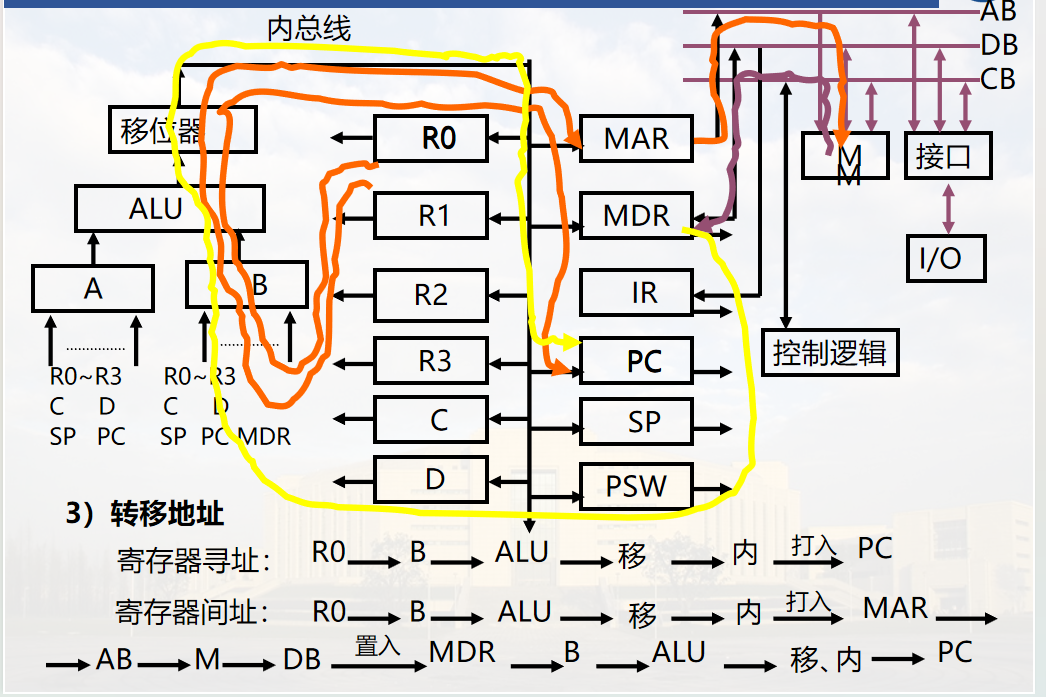 内总线
AB
DB
CB
移位器
R0
MAR
MM
接口
ALU
R1
MDR
I/O
A
B
R2
IR
R3
PC
控制逻辑
R0~R3
C D
SP PC
R0~R3
C D
SP PC MDR
C
SP
D
PSW
3）转移地址
寄存器寻址： R0 B ALU 移 内 打入 PC
寄存器间址： R0 B ALU 移 内 打入 MAR
AB M DB 置入 MDR B ALU 移、内 PC